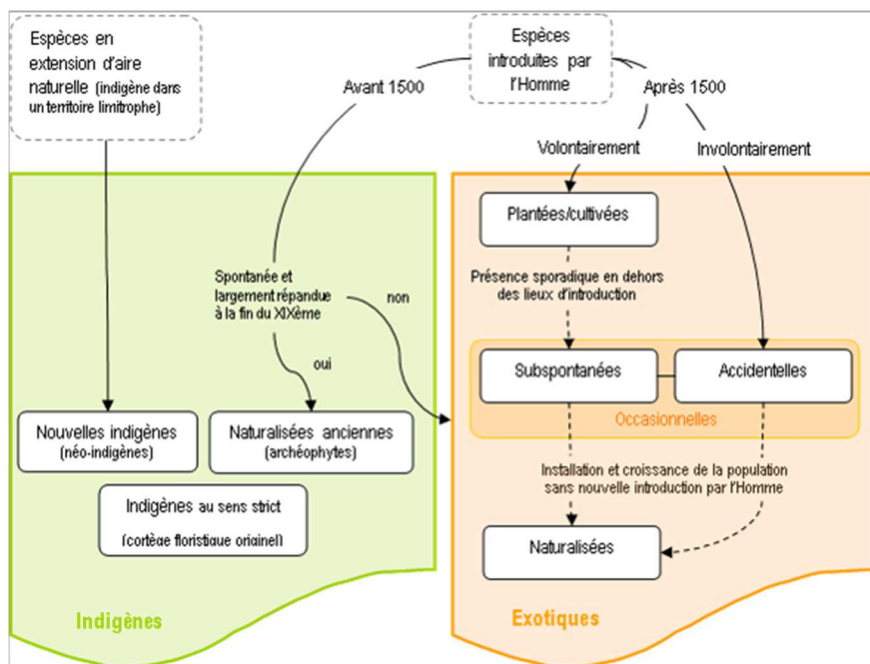 Espèces en
extension d'aire
naturelle (indigène dans
un territoire limitrophe)
Espèces
introduites par
l'Homme
Avant 1500
Après 1500
Volontairement
Involontairement
Plantées/cultivées
Spontanée et
largement répandue
à la fin du XIXème
non
oui
Présence sporadique en dehors
des lieux d'introduction
Subspontanées
Accidentelles
Occasionnelles
Nouvelles indigènes
(néo-indigènes)
Naturalisées anciennes
(archéophytes)
Indigènes au sens strict
(cortège floristique originel)
Installation et croissance de la population
sans nouvelle introduction par l'Homme
Naturalisées
Indigènes
Exotiques